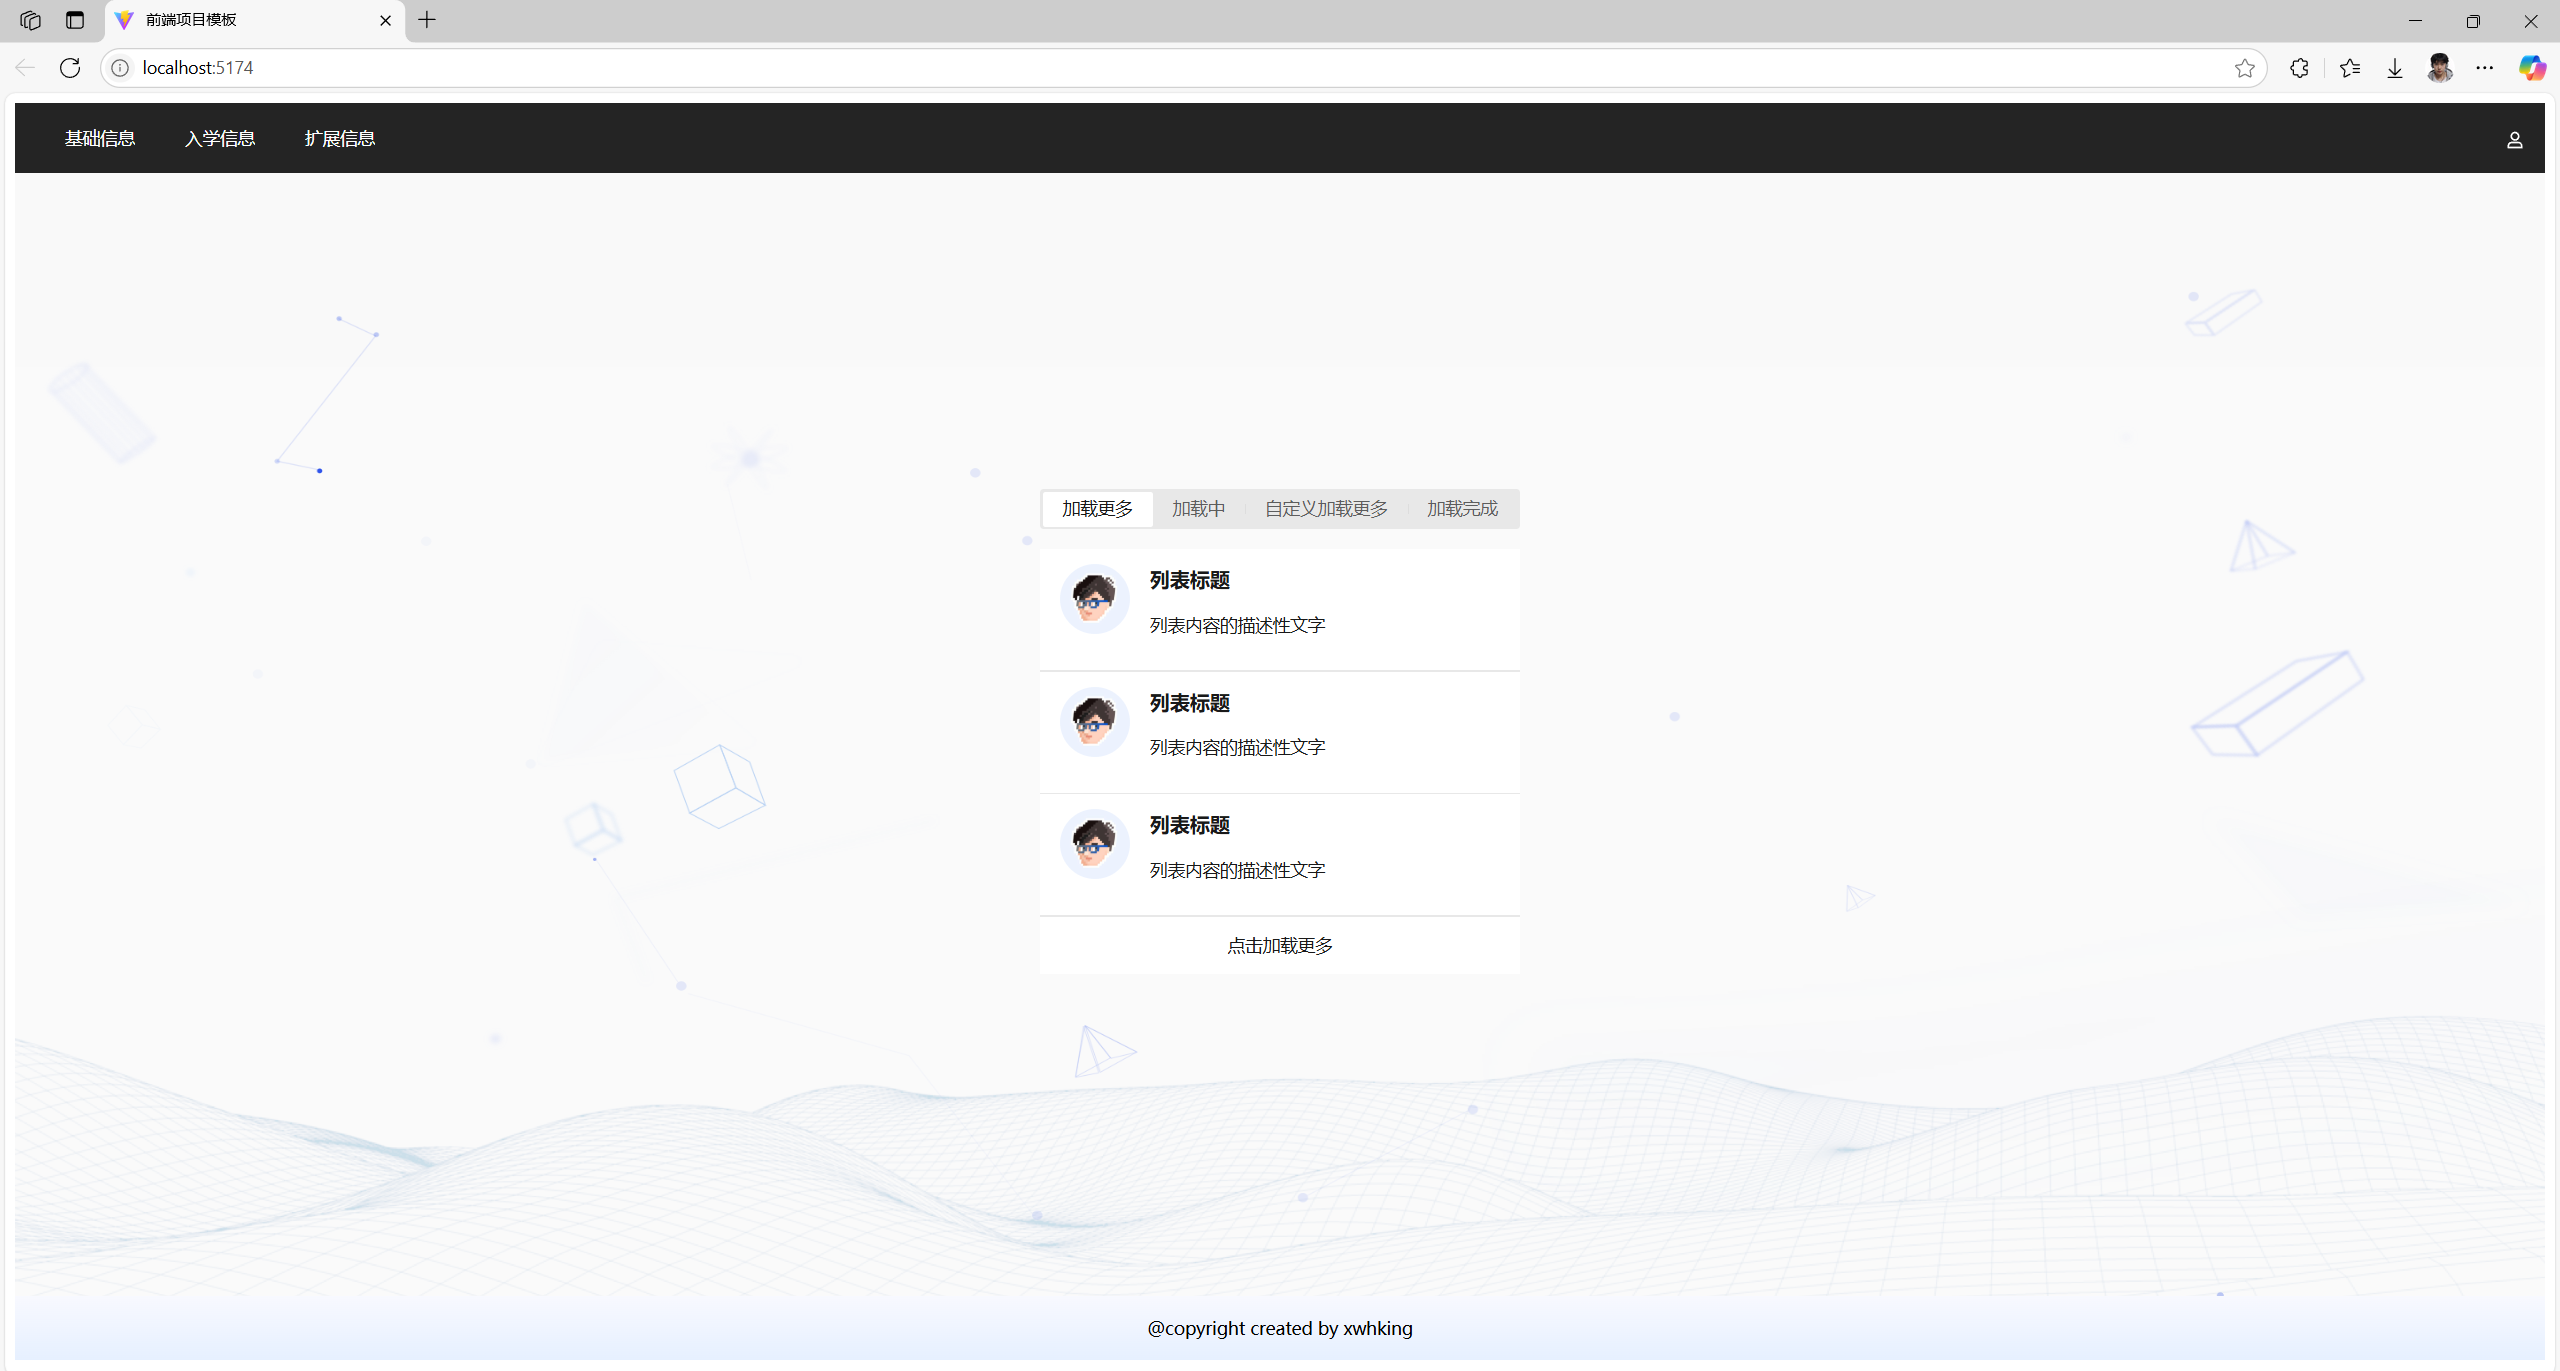 前端项目模板
localhost:5174
基础信息 入学信息 扩展信息
加载更多 加载中 自定义加载更多 加载完成
列表标题
列表内容的描述性文字
列表标题
列表内容的描述性文字
列表标题
列表内容的描述性文字
点击加载更多
@copyright created by xwhking